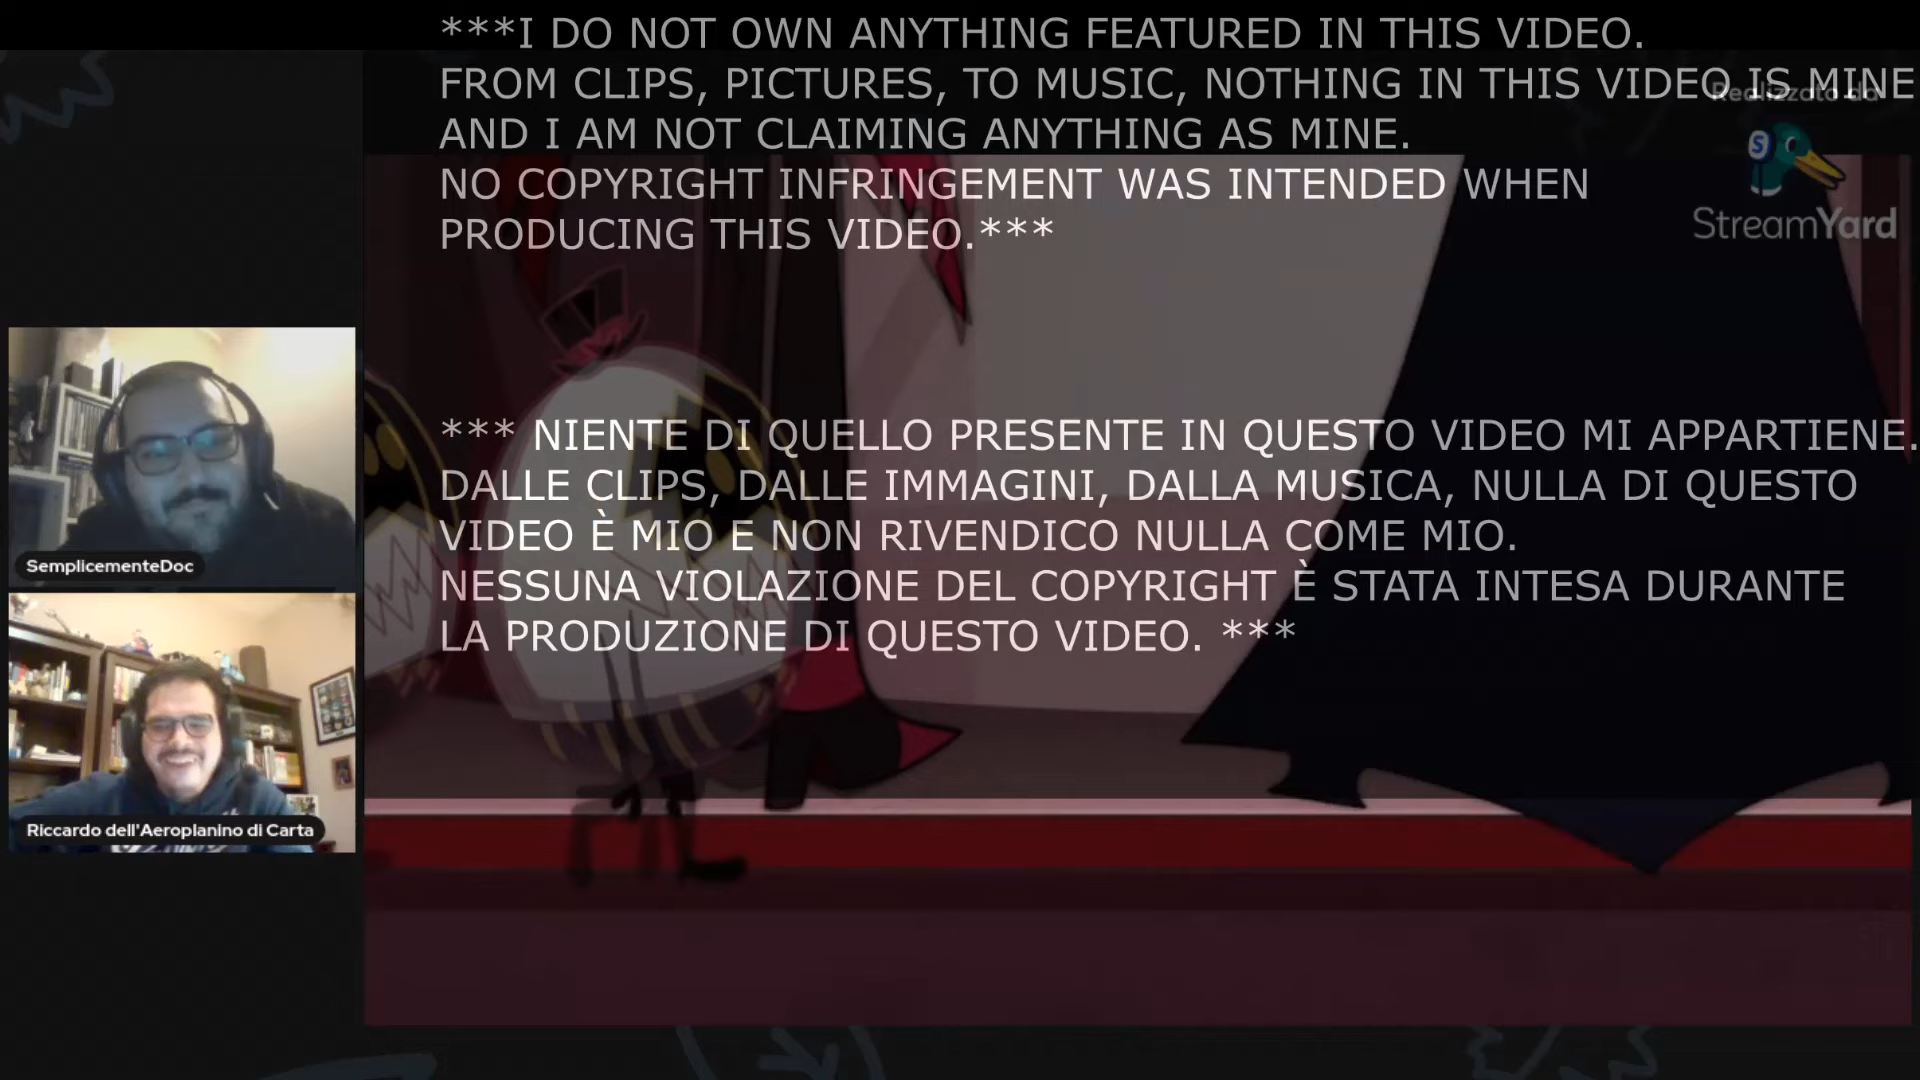 ***I DO NOT OWN ANYTHING FEATURED IN THIS VIDEO.
FROM CLIPS, PICTURES, TO MUSIC, NOTHING IN THIS VIDEO IS MINE
AND I AM NOT CLAIMING ANYTHING AS MINE.
NO COPYRIGHT INFRINGEMENT WAS INTENDED WHEN
PRODUCING THIS VIDEO.***
Realizzato da
S
StreamYard
*** NIENTE DI QUELLO PRESENTE IN QUESTO VIDEO MI APPARTIENE.
DALLE CLIPS, DALLE IMMAGINI, DALLA MUSICA, NULLA DI QUESTO
VIDEO È MIO E NON RIVENDICO NULLA COME MIO.
NESSUNA VIOLAZIONE DEL COPYRIGHT È STATA INTESA DURANTE
LA PRODUZIONE DI QUESTO VIDEO. ***
SemplicementeDoc
Riccardo dell'Aeroplanino di Carta